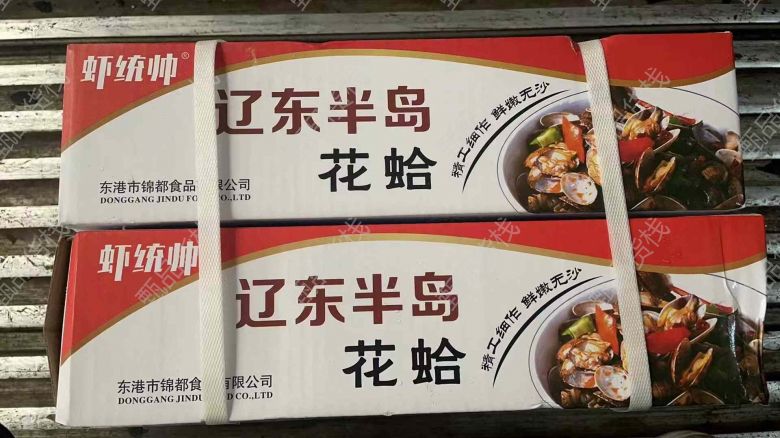 虾统帅®
辽东半岛
花蛤
精工细作 鲜嫩无沙
东港市锦都食品 限公司
DONGGANG JINDU FO CO.,LTD
虾统帅
辽东半岛
花蛤
精工细作 鲜嫩无沙
东港市锦都食 有限公司
DONGGANG JINDU FOOD CO.,LTD